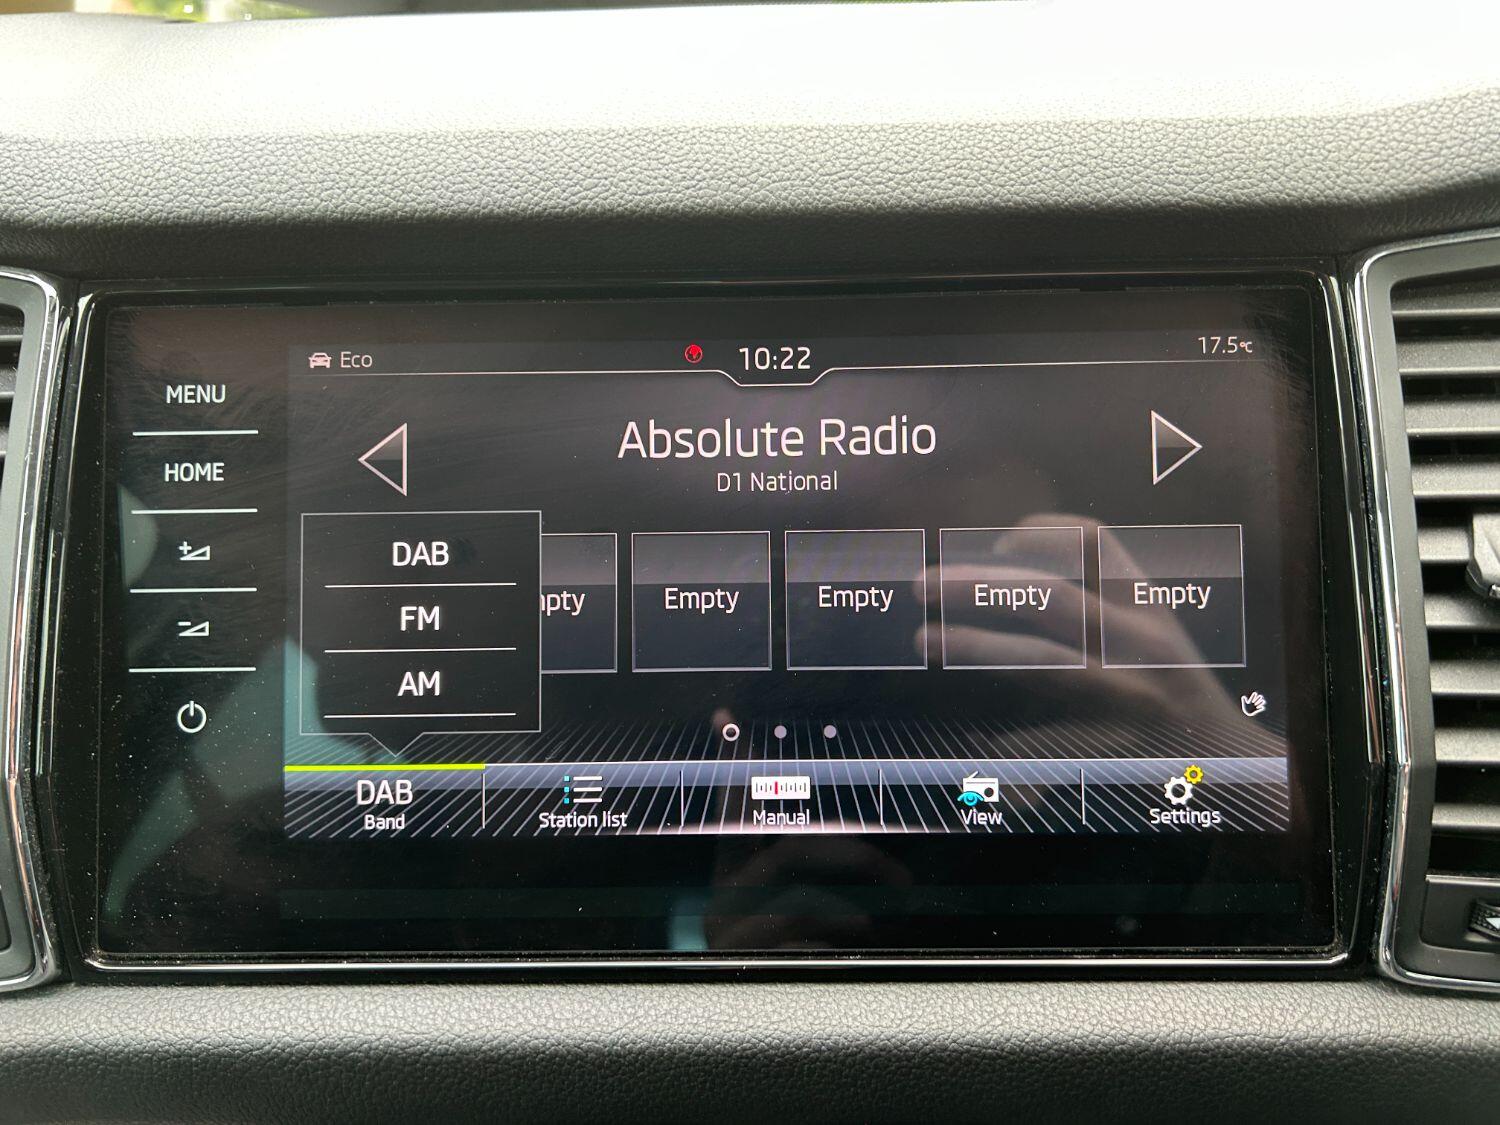 Eco
10:22
17.5°C
MENU
HOME
Absolute Radio
D1 National
DAB
FM
AM
pty
Empty
Empty
Empty
Empty
DAB
Band
Station list
Manual
View
Settings